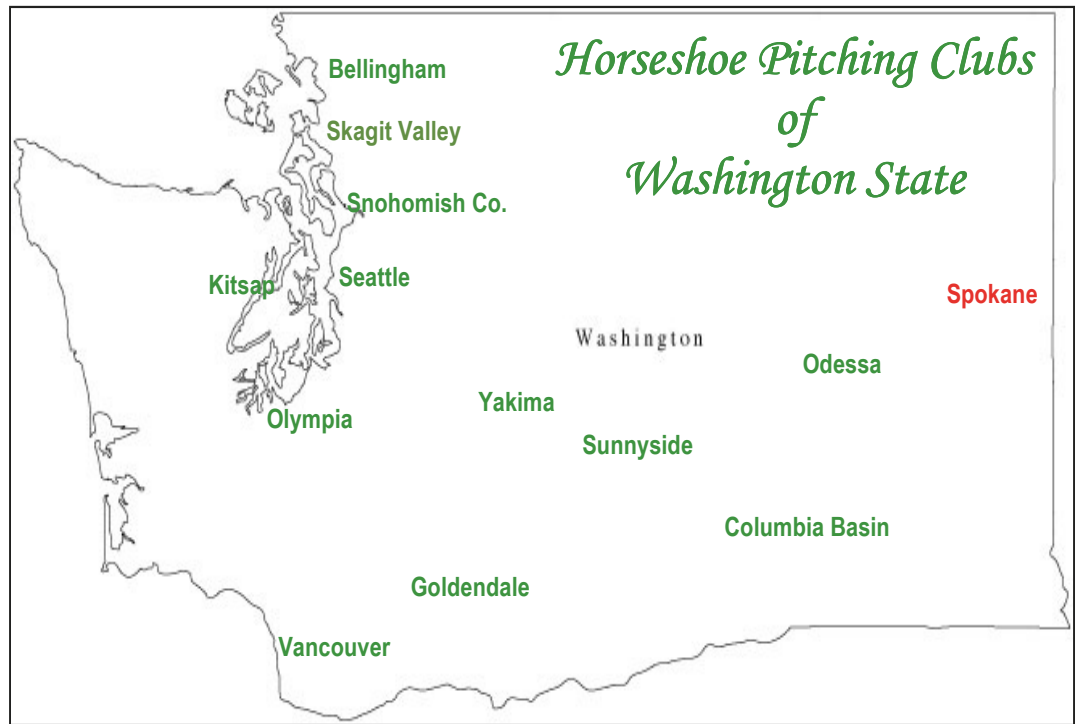 Horseshoe Pitching Clubs
of
Washington State
Bellingham
Skagit Valley
Snohomish Co.
Seattle
Kitsap
Spokane
Washington
Odessa
Yakima
Olympia
Sunnyside
Columbia Basin
Goldendale
Vancouver